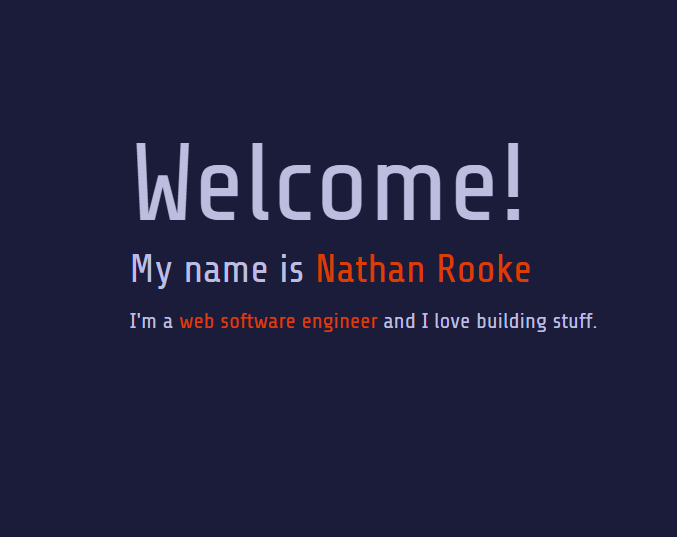 Welcome!
My name is Nathan Rooke
I'm a web software engineer and I love building stuff.